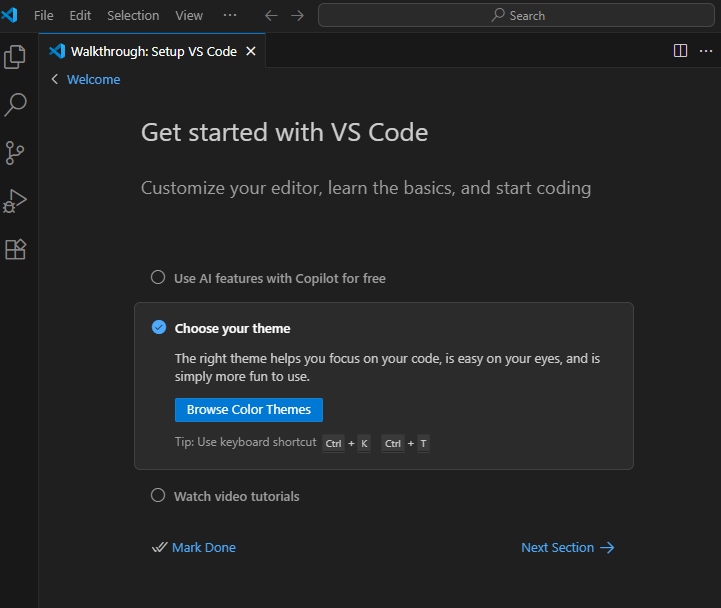 File Edit Selection View ··· Search
Walkthrough: Setup VS Code
Welcome
Get started with VS Code
Customize your editor, learn the basics, and start coding
Use AI features with Copilot for free
Choose your theme
The right theme helps you focus on your code, is easy on your eyes, and is
simply more fun to use.
Browse Color Themes
Tip: Use keyboard shortcut Ctrl + K Ctrl + T
Watch video tutorials
Mark Done Next Section